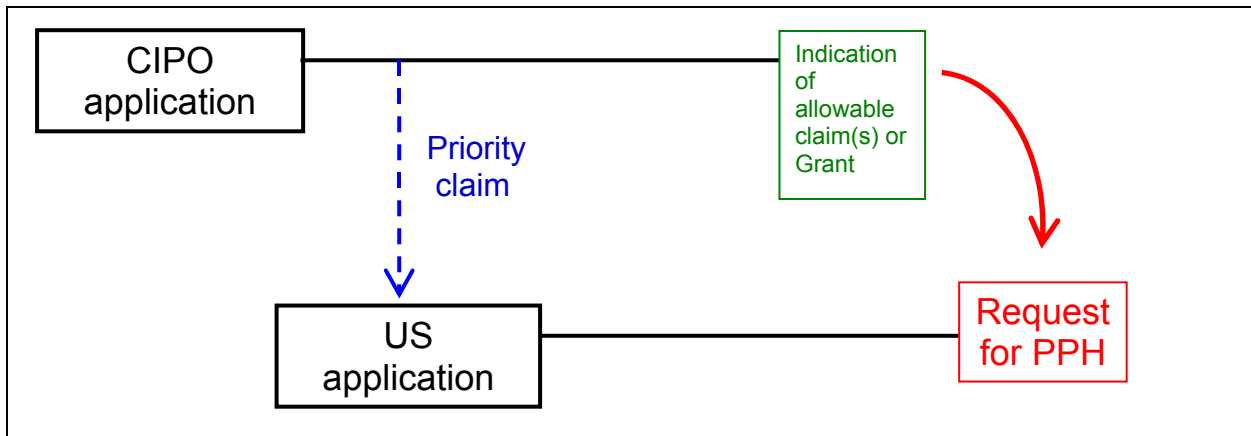 CIPO
application
Indication
of
allowable
claim(s) or
Grant
Priority
claim
US
application
Request
for PPH